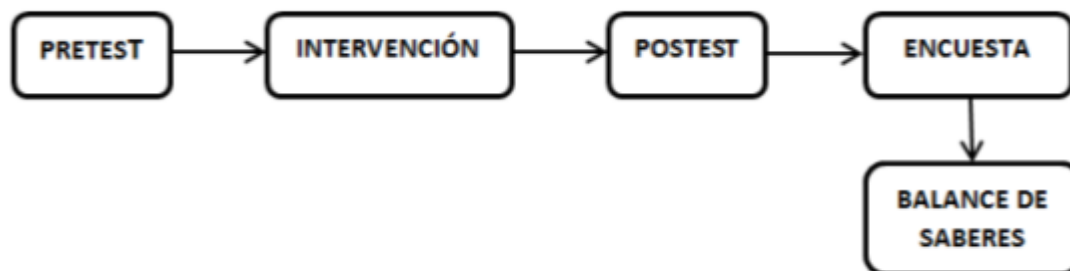 PRETEST
INTERVENCIÓN
POSTEST
ENCUESTA
BALANCE DE
SABERES